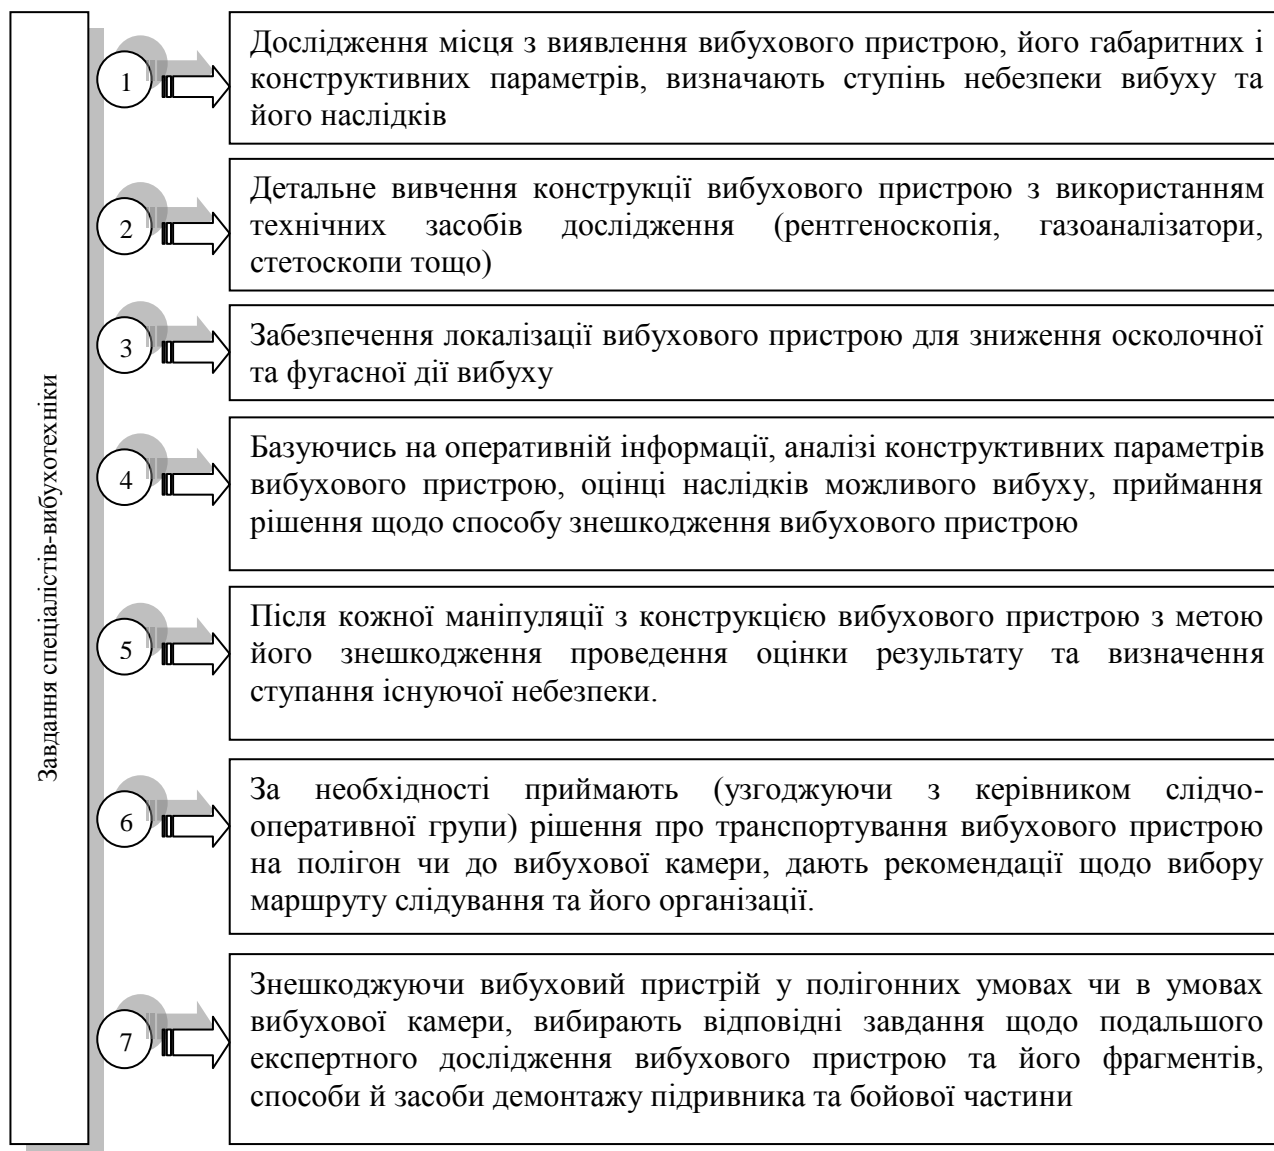 Завдання спеціалістів-вибухотехніки
1
Дослідження місця з виявлення вибухового пристрою, його габаритних і
конструктивних параметрів, визначають ступінь небезпеки вибуху та
його наслідків
2
Детальне вивчення конструкції вибухового пристрою з використанням
технічних засобів дослідження (рентгеноскопія, газоаналізатори,
стетоскопи тощо)
3
Забезпечення локалізації вибухового пристрою для зниження осколочної
та фугасної дії вибуху
4
Базуючись на оперативній інформації, аналізі конструктивних параметрів
вибухового пристрою, оцінці наслідків можливого вибуху, приймання
рішення щодо способу знешкодження вибухового пристрою
5
Після кожної маніпуляції з конструкцією вибухового пристрою з метою
його знешкодження проведення оцінки результату та визначення
ступання існуючої небезпеки.
6
За необхідності приймають (узгоджуючи з керівником слідчо-
оперативної групи) рішення про транспортування вибухового пристрою
на полігон чи до вибухової камери, дають рекомендації щодо вибору
маршруту слідування та його організації.
7
Знешкоджуючи вибуховий пристрій у полігонних умовах чи в умовах
вибухової камери, вибирають відповідні завдання щодо подальшого
експертного дослідження вибухового пристрою та його фрагментів,
способи й засоби демонтажу підривника та бойової частини